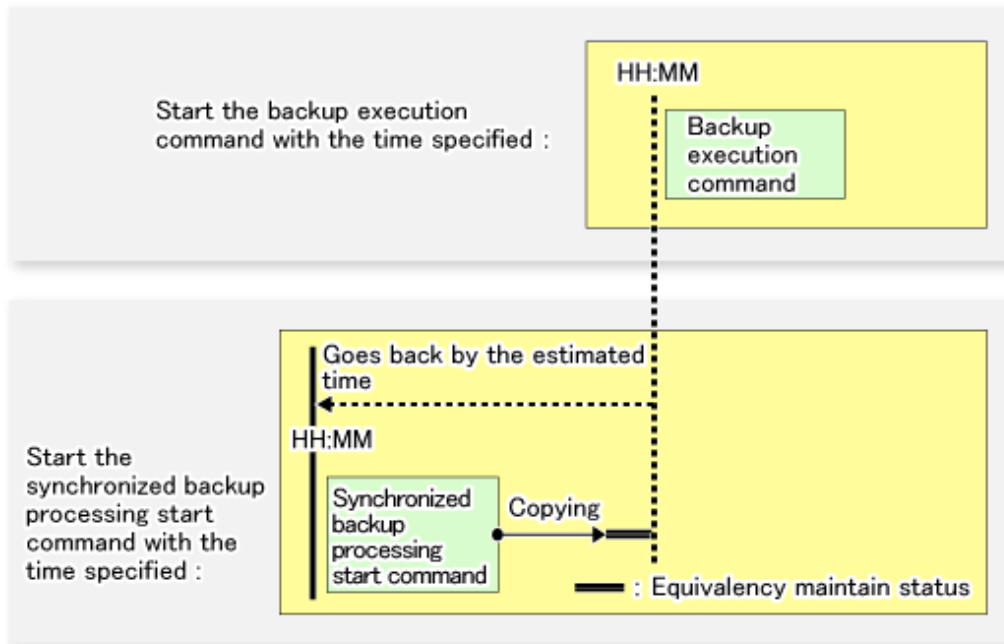 HH:MM
Start the backup execution
command with the time specified :
Backup
execution
command
Goes back by the estimated
time
HH:MM
Start the
synchronized backup
processing start
command with the
time specified :
Synchronized
backup
processing
start command
Copying
: Equivalency maintain status